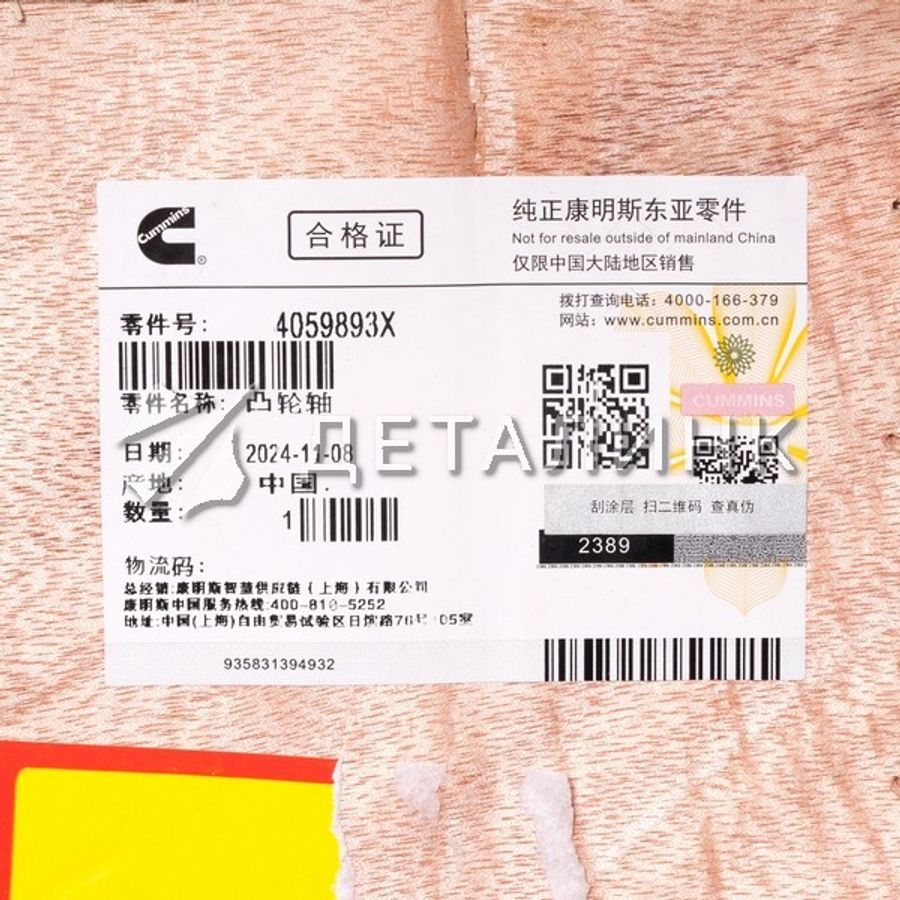 Cummins
®
合格证
纯正康明斯东亚零件
Not for resale outside of mainland China
仅限中国大陆地区销售
拨打查询电话：4000-166-379
网站：www.cummins.com.cn
零件号： 4059893X
零件名称： 凸轮轴
CUMMINS
ДЕТАЛИНК
日期： 2024-11-08
产地： 中国.
数量： 1
刮涂层 扫二维码 查真伪
2389
物流码：
总经销:康明斯智慧供应链（上海）有限公司
康明斯中国服务热线:400-810-5252
地址:中国(上海)自由贸易试验区日滨路76号 105室
935831394932